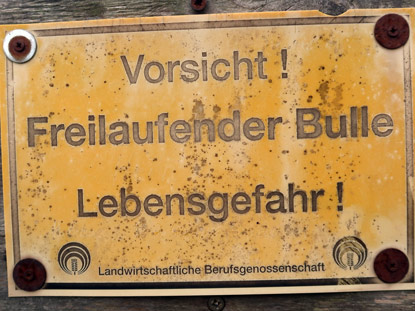 Vorsicht !
Freilaufender Bulle
Lebensgefahr !
Landwirtschaftliche Berufsgenossenschaft